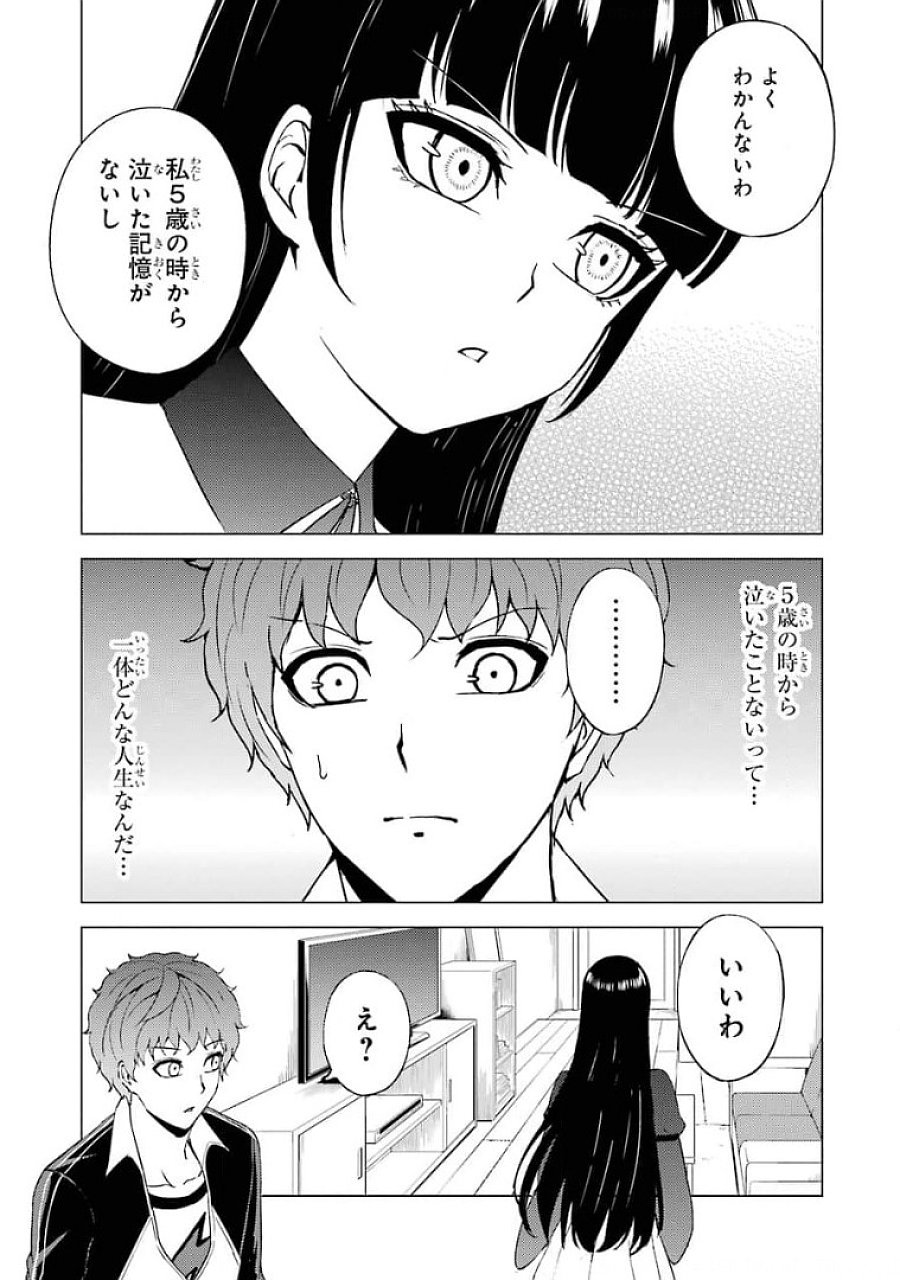 よく
わかんないわ
私５歳の時から
泣いた記憶が
ないし
５歳の時から
泣いたことないって…
…………
一体どんな人生なんだ…
いいわ
え？